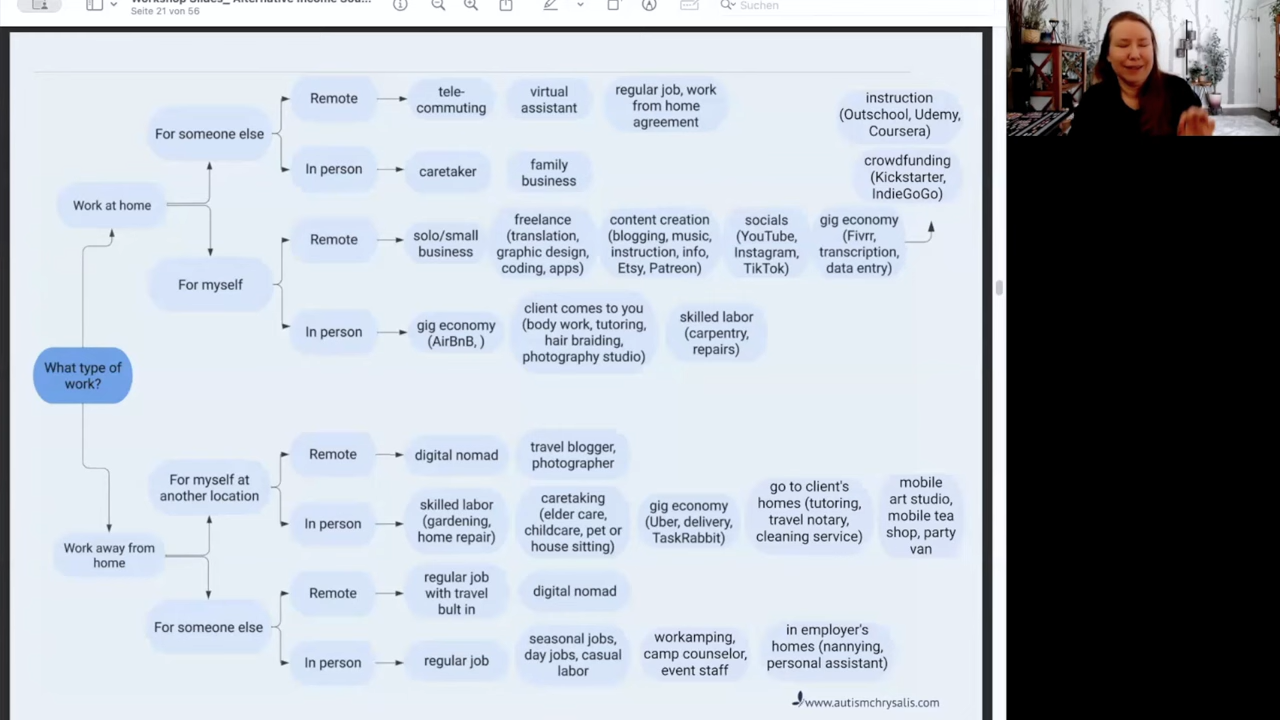 Workshop Slides_ Alternative Income Sou...
Seite 21 von 56
Suchen
What type of
work?
Work at home
For someone else
Remote
tele-
commuting
virtual
assistant
regular job, work
from home
agreement
In person
caretaker
family
business
instruction
(Outschool, Udemy,
Coursera)
crowdfunding
(Kickstarter,
IndieGoGo)
For myself
Remote
solo/small
business
freelance
(translation,
graphic design,
coding, apps)
content creation
(blogging, music,
instruction, info,
Etsy, Patreon)
socials
(YouTube,
Instagram,
TikTok)
gig economy
(Fivrr,
transcription,
data entry)
In person
gig economy
(AirBnB, )
client comes to you
(body work, tutoring,
hair braiding,
photography studio)
skilled labor
(carpentry,
repairs)
Work away from
home
For myself at
another location
Remote
digital nomad
travel blogger,
photographer
In person
skilled labor
(gardening,
home repair)
caretaking
(elder care,
childcare, pet or
house sitting)
gig economy
(Uber, delivery,
TaskRabbit)
go to client's
homes (tutoring,
travel notary,
cleaning service)
mobile
art studio,
mobile tea
shop, party
van
For someone else
Remote
regular job
with travel
bult in
digital nomad
In person
regular job
seasonal jobs,
day jobs, casual
labor
workamping,
camp counselor,
event staff
in employer's
homes (nannying,
personal assistant)
www.autismchrysalis.com